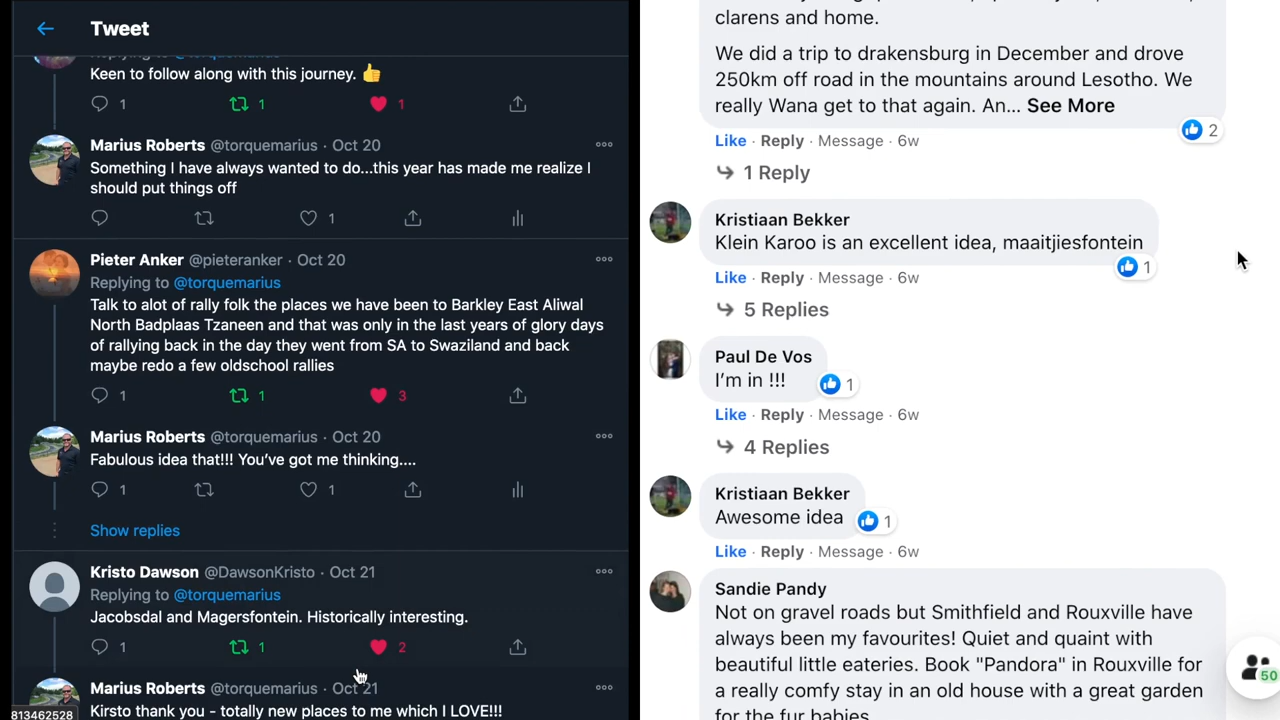 Tweet
Replying to @torquemarius
Keen to follow along with this journey. 👍
1 1 1
Marius Roberts @torquemarius · Oct 20
Something I have always wanted to do...this year has made me realize I
should put things off
1
Pieter Anker @pieteranker · Oct 20
Replying to @torquemarius
Talk to alot of rally folk the places we have been to Barkley East Aliwal
North Badplaas Tzaneen and that was only in the last years of glory days
of rallying back in the day they went from SA to Swaziland and back
maybe redo a few oldschool rallies
1 1 3
Marius Roberts @torquemarius · Oct 20
Fabulous idea that!!! You've got me thinking....
1 1
Show replies
Kristo Dawson @DawsonKristo · Oct 21
Replying to @torquemarius
Jacobsdal and Magersfontein. Historically interesting.
1 1 2
Marius Roberts @torquemarius · Oct 21
Kirsto thank you - totally new places to me which I LOVE!!!
813462528
clarens and home.
We did a trip to drakensburg in December and drove
250km off road in the mountains around Lesotho. We
really Wana get to that again. An... See More
2
Like · Reply · Message · 6w
1 Reply
Kristiaan Bekker
Klein Karoo is an excellent idea, maaitjiesfontein
1
Like · Reply · Message · 6w
5 Replies
Paul De Vos
I'm in !!!
1
Like · Reply · Message · 6w
4 Replies
Kristiaan Bekker
Awesome idea
1
Like · Reply · Message · 6w
Sandie Pandy
Not on gravel roads but Smithfield and Rouxville have
always been my favourites! Quiet and quaint with
beautiful little eateries. Book "Pandora" in Rouxville for
a really comfy stay in an old house with a great garden
for the fur babies
50